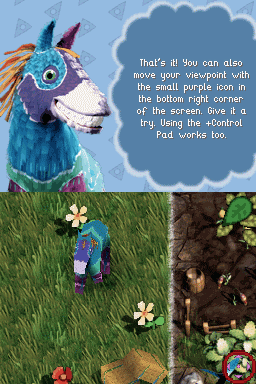 That's it! You can also
move your viewpoint with
the small purple icon in
the bottom right corner
of the screen. Give it a
try. Using the +Control
Pad works too.